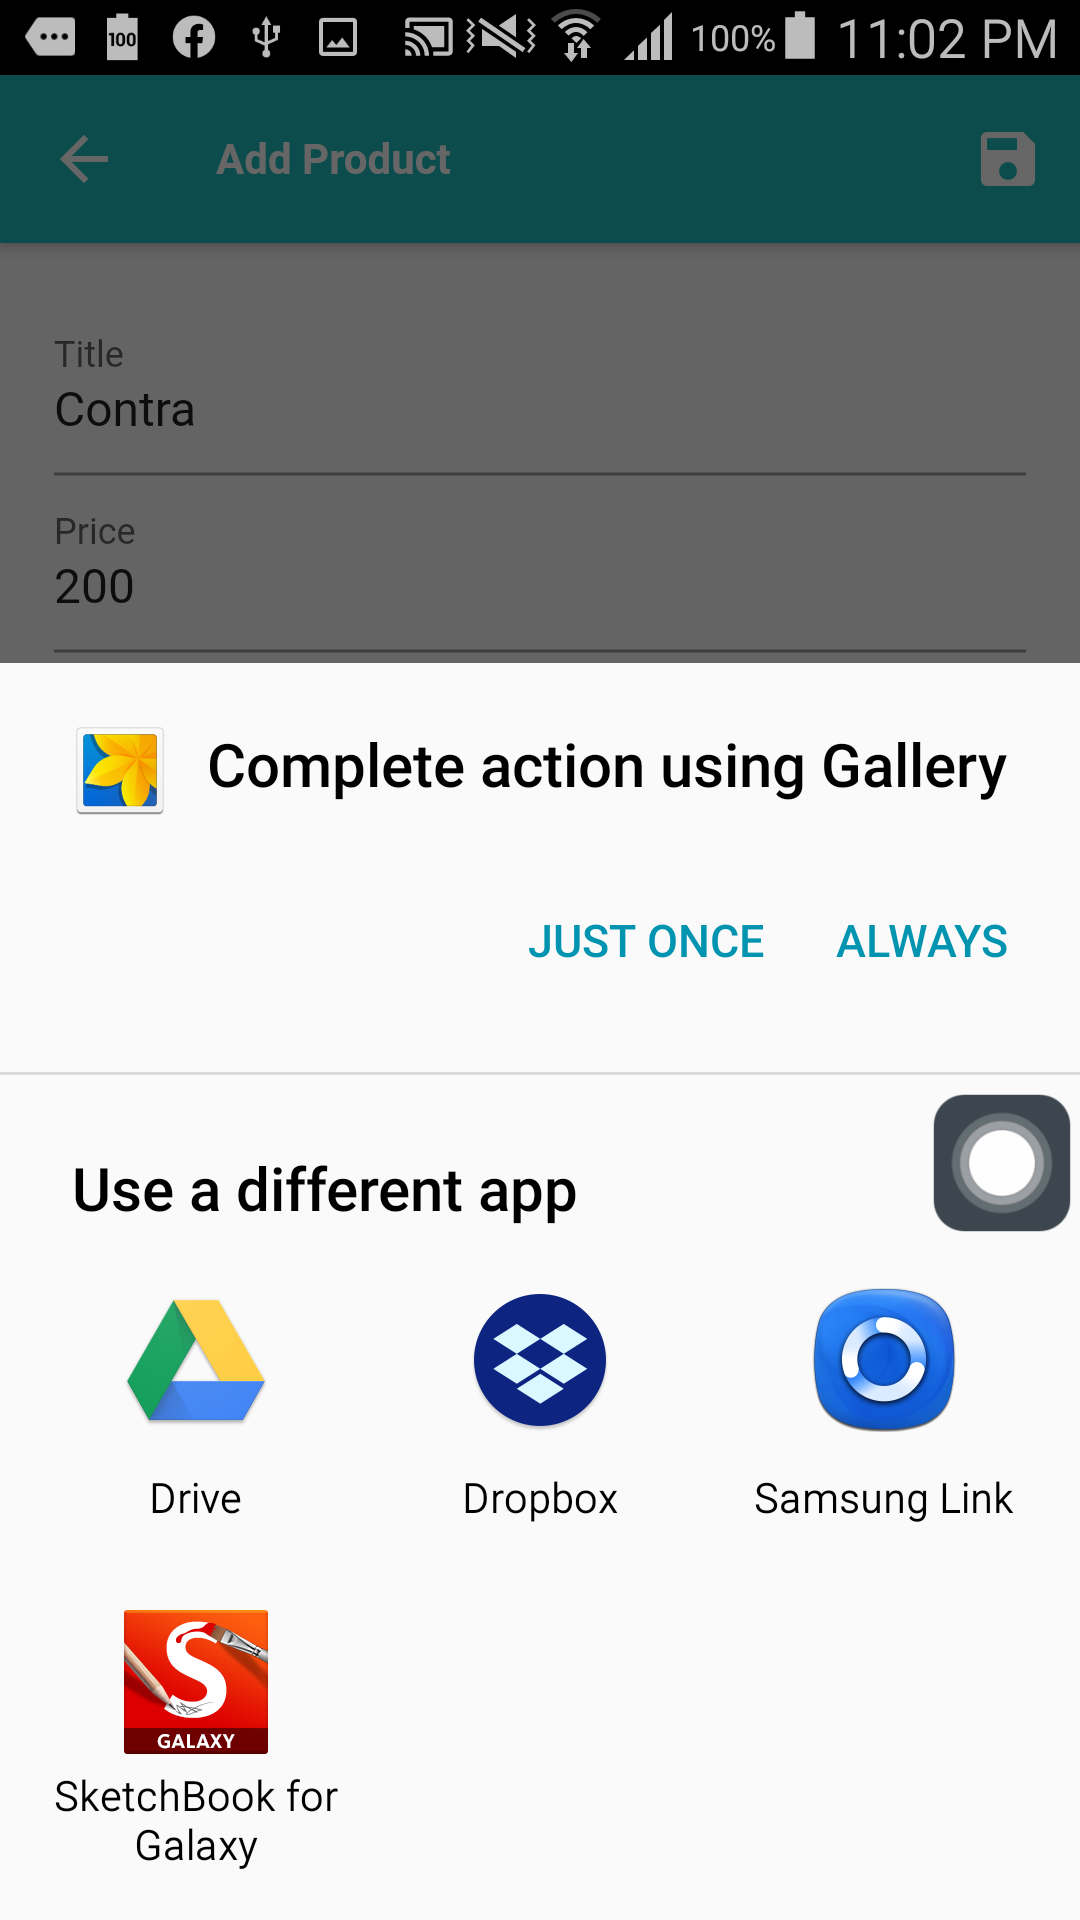 100 100% 11:02 PM
Add Product
Title
Contra
Price
200
Complete action using Gallery
JUST ONCE ALWAYS
Use a different app
Drive Dropbox Samsung Link
GALAXY
SketchBook for
Galaxy